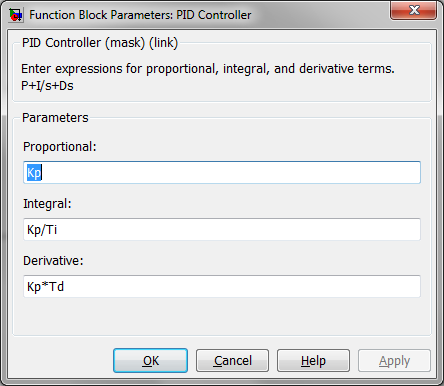 Function Block Parameters: PID Controller
PID Controller (mask) (link)
Enter expressions for proportional, integral, and derivative terms.
P+I/s+Ds
Parameters
Proportional:
Kp
Integral:
Kp/Ti
Derivative:
Kp*Td
OK
Cancel
Help
Apply